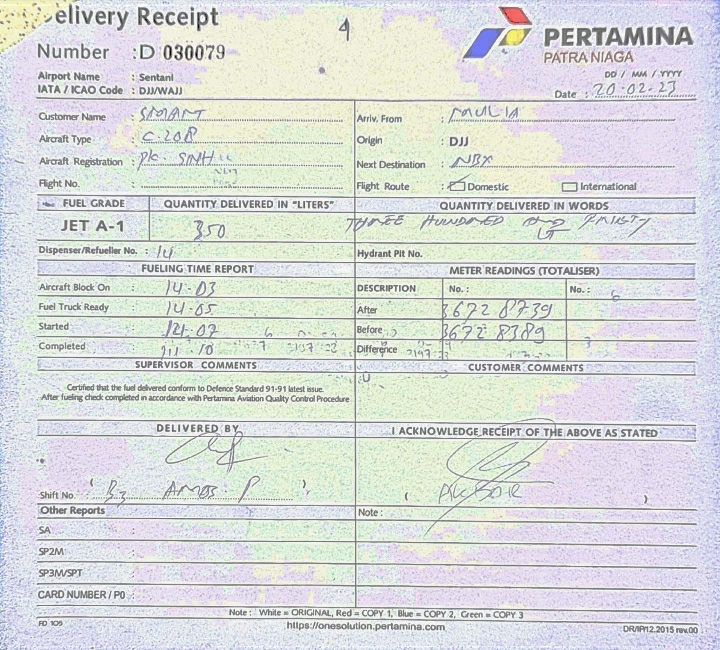 Delivery Receipt
Number : D 030079
4
PERTAMINA
PATRA NIAGA
Airport Name : Sentani
IATA / ICAO Code : DJJ/WAJJ
DD / MM / YYYY
Date : 20-02-23
Customer Name : SMART
Arriv. From : MULIA
Aircraft Type : C.208
Origin : DJJ
Aircraft Registration : PK. SNH
Next Destination : NBX
Flight No. :
Flight Route : Domestic International
FUEL GRADE QUANTITY DELIVERED IN "LITERS" QUANTITY DELIVERED IN WORDS
JET A-1 350 THREE HUNDRED AND FIFTY
Dispenser/Refueller No. : 14
Hydrant Pit No.
FUELING TIME REPORT METER READINGS (TOTALISER)
Aircraft Block On : 14-03
DESCRIPTION No. : No. :
Fuel Truck Ready : 14-05
After 3672 8739
Started : 14-07
Before 3672 8389
Completed : 14-10
Difference
SUPERVISOR COMMENTS CUSTOMER COMMENTS
Certified that the fuel delivered conform to Defence Standard 91-91 latest issue.
After fueling check completed in accordance with Pertamina Aviation Quality Control Procedure
DELIVERED BY I ACKNOWLEDGE RECEIPT OF THE ABOVE AS STATED
Shift No ( AMOS . P ) ( )
Other Reports Note :
SA :
SP2M :
SP3M/SPT :
CARD NUMBER / PO :
Note : White = ORIGINAL, Red = COPY 1, Blue = COPY 2, Green = COPY 3
FD 105 https://onesolution.pertamina.com DR/IP/12.2015 rev.00